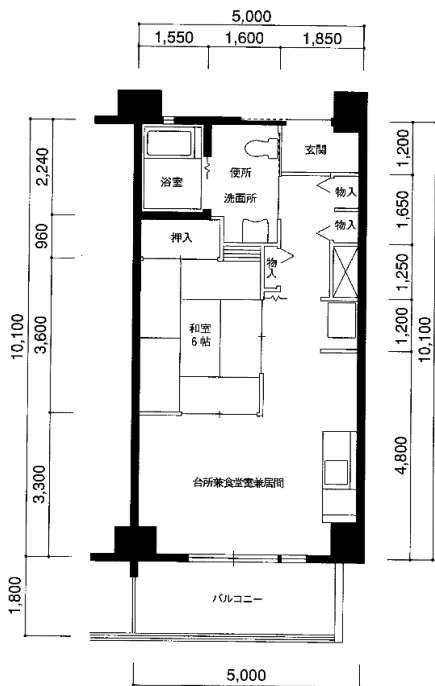 5,000
1,550
1,600
1,850
10,100
2,240
960
3,600
3,300
1,800
1,200
1,650
1,250
1,200
4,800
10,100
玄関
便所
洗面所
浴室
物入
物入
押入
物入
和室
6帖
台所兼食堂室兼居間
バルコニー
5,000